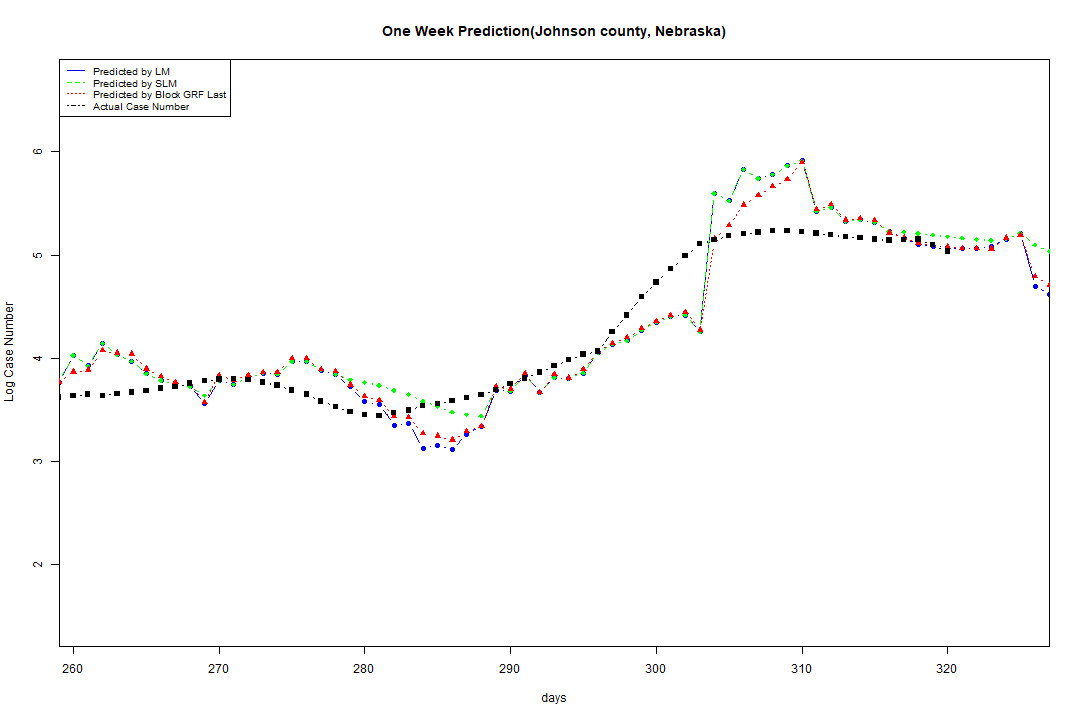 One Week Prediction(Johnson county, Nebraska)
Predicted by LM
Predicted by SLM
Predicted by Block GRF Last
Actual Case Number
6
5
4
3
2
Log Case Number
260 270 280 290 300 310 320
days